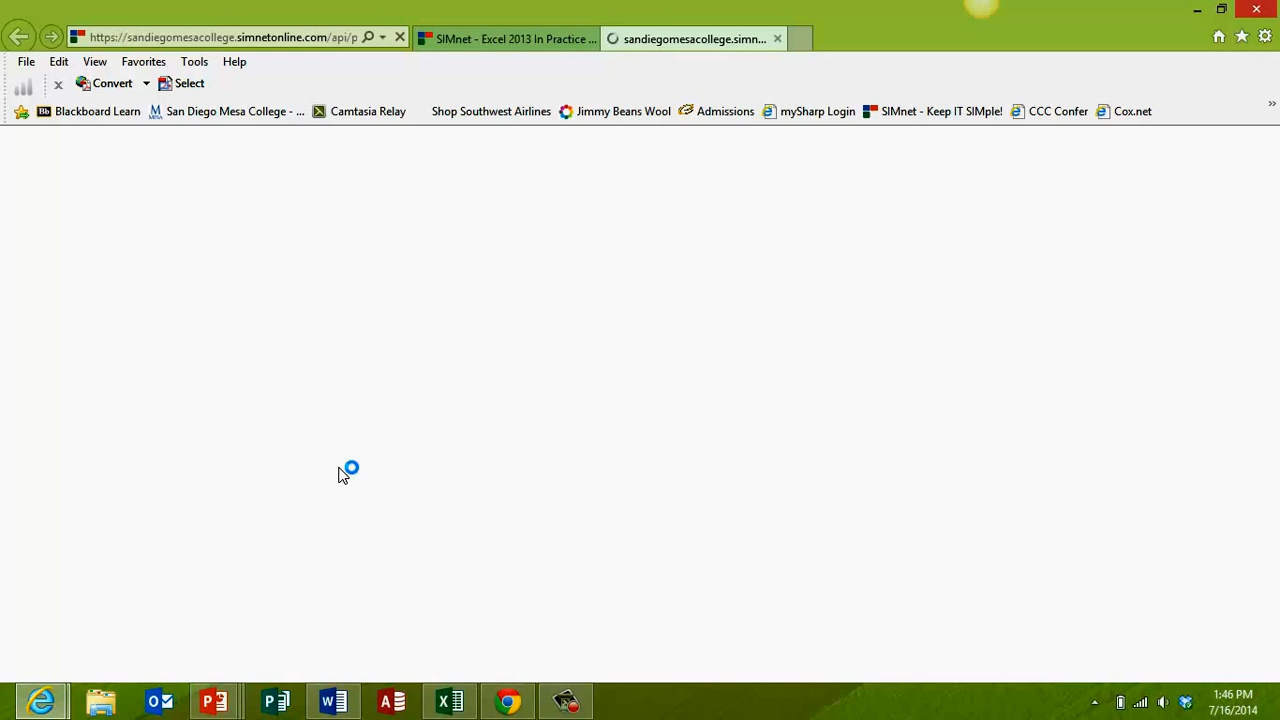 https://sandiegomesacollege.simnetonline.com/api/p
SIMnet - Excel 2013 In Practice ...
sandiegomesacollege.simn...
File Edit View Favorites Tools Help
x Convert Select
Bb Blackboard Learn San Diego Mesa College - ... Camtasia Relay Shop Southwest Airlines Jimmy Beans Wool Admissions mySharp Login SIMnet - Keep IT SIMple! CCC Confer Cox.net
1:46 PM
7/16/2014